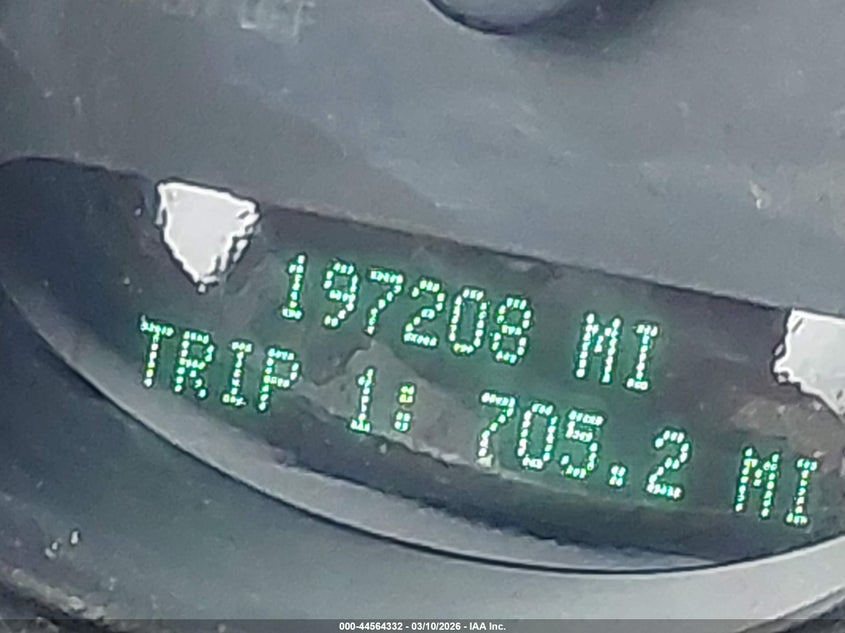 197208 MI
TRIP 1: 705.2 MI
000-44564332 - 03/10/2026 - IAA Inc.